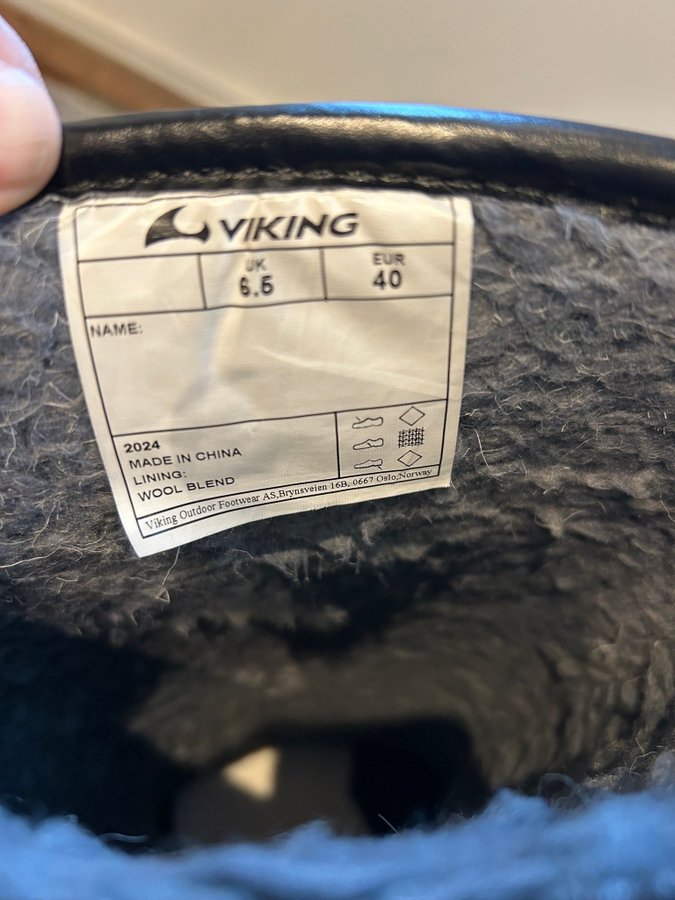 VIKING
UK EUR
6.5 40
NAME:
2024
MADE IN CHINA
LINING:
WOOL BLEND
Viking Outdoor Footwear AS,Brynsveien 16B, 0667 Oslo,Norway